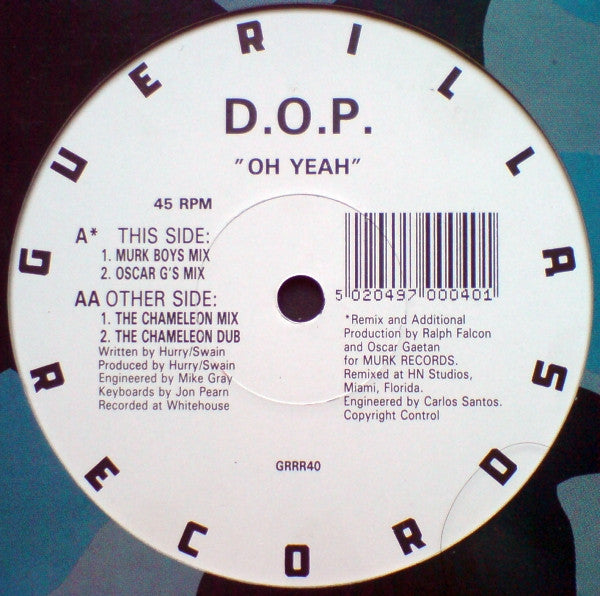 GUERILLA RECORDS
D.O.P.
"OH YEAH"
45 RPM
A* THIS SIDE:
1. MURK BOYS MIX
2. OSCAR G'S MIX
AA OTHER SIDE:
1. THE CHAMELEON MIX
2. THE CHAMELEON DUB
Written by Hurry/Swain
Produced by Hurry/Swain
Engineered by Mike Gray
Keyboards by Jon Pearn
Recorded at Whitehouse
5 020497 000401
*Remix and Additional
Production by Ralph Falcon
and Oscar Gaetan
for MURK RECORDS.
Remixed at HN Studios,
Miami, Florida.
Engineered by Carlos Santos.
Copyright Control
GRRR40